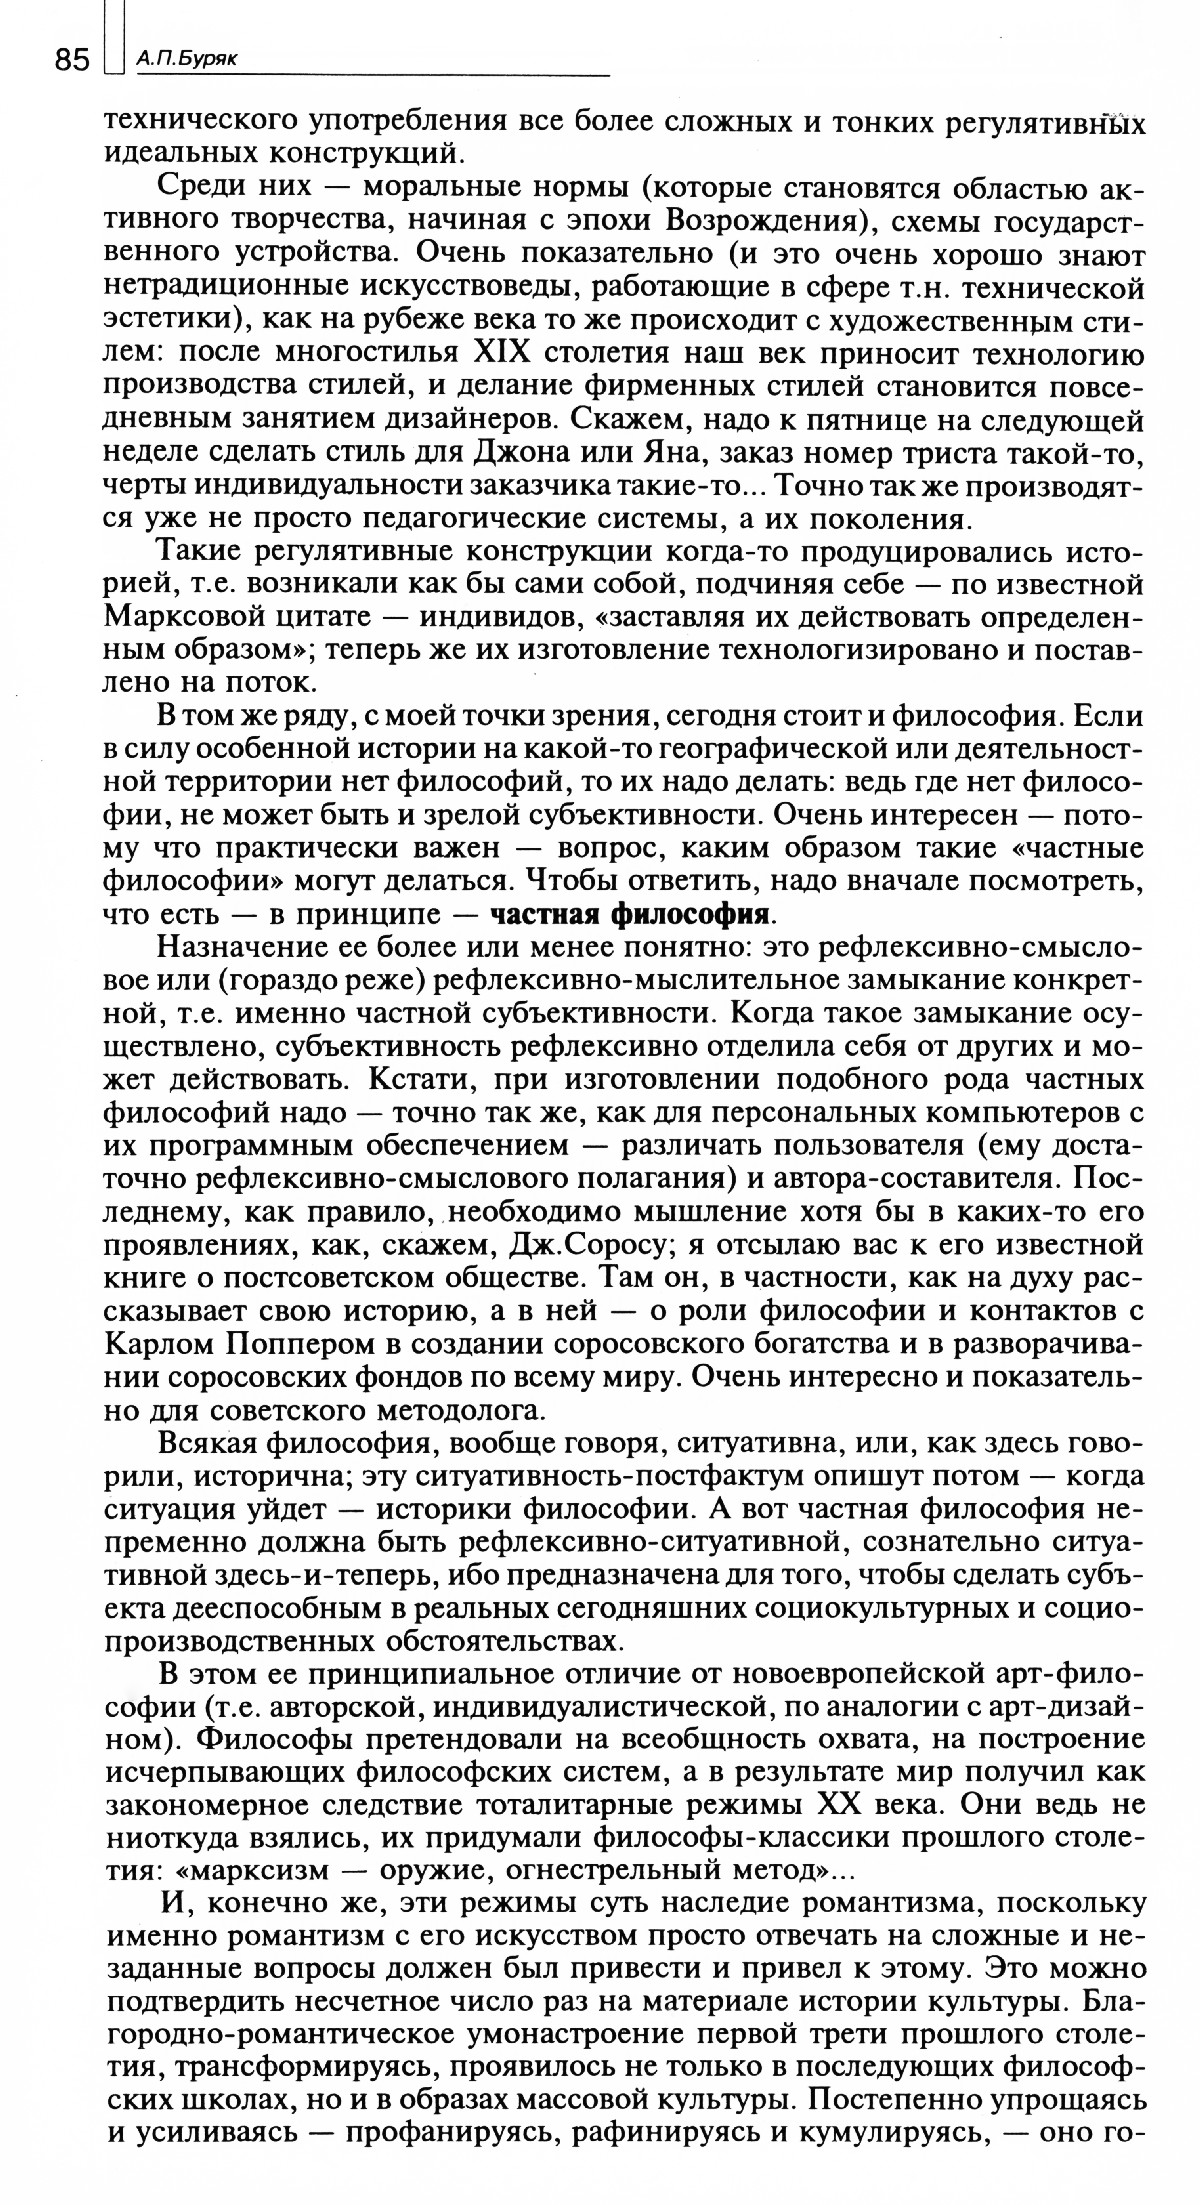 85
А.П.Буряк
технического употребления все более сложных и тонких регулятивных
идеальных конструкций.
Среди них — моральные нормы (которые становятся областью ак-
тивного творчества, начиная с эпохи Возрождения), схемы государст-
венного устройства. Очень показательно (и это очень хорошо знают
нетрадиционные искусствоведы, работающие в сфере т.н. технической
эстетики), как на рубеже века то же происходит с художественным сти-
лем: после многостилья XIX столетия наш век приносит технологию
производства стилей, и делание фирменных стилей становится повсе-
дневным занятием дизайнеров. Скажем, надо к пятнице на следующей
неделе сделать стиль для Джона или Яна, заказ номер триста такой-то,
черты индивидуальности заказчика такие-то... Точно так же производят-
ся уже не просто педагогические системы, а их поколения.
Такие регулятивные конструкции когда-то продуцировались исто-
рией, т.е. возникали как бы сами собой, подчиняя себе — по известной
Марксовой цитате — индивидов, «заставляя их действовать определен-
ным образом»; теперь же их изготовление технологизировано и постав-
лено на поток.
В том же ряду, с моей точки зрения, сегодня стоит и философия. Если
в силу особенной истории на какой-то географической или деятельност-
ной территории нет философий, то их надо делать: ведь где нет филосо-
фии, не может быть и зрелой субъективности. Очень интересен — пото-
му что практически важен — вопрос, каким образом такие «частные
философии» могут делаться. Чтобы ответить, надо вначале посмотреть,
что есть — в принципе — частная философия.
Назначение ее более или менее понятно: это рефлексивно-смысло-
вое или (гораздо реже) рефлексивно-мыслительное замыкание конкрет-
ной, т.е. именно частной субъективности. Когда такое замыкание осу-
ществлено, субъективность рефлексивно отделила себя от других и мо-
жет действовать. Кстати, при изготовлении подобного рода частных
философий надо — точно так же, как для персональных компьютеров с
их программным обеспечением — различать пользователя (ему доста-
точно рефлексивно-смыслового полагания) и автора-составителя. Пос-
леднему, как правило, необходимо мышление хотя бы в каких-то его
проявлениях, как, скажем, Дж.Соросу; я отсылаю вас к его известной
книге о постсоветском обществе. Там он, в частности, как на духу рас-
сказывает свою историю, а в ней — о роли философии и контактов с
Карлом Поппером в создании соросовского богатства и в разворачива-
нии соросовских фондов по всему миру. Очень интересно и показатель-
но для советского методолога.
Всякая философия, вообще говоря, ситуативна, или, как здесь гово-
рили, исторична; эту ситуативность-постфактум опишут потом — когда
ситуация уйдет — историки философии. А вот частная философия не-
пременно должна быть рефлексивно-ситуативной, сознательно ситуа-
тивной здесь-и-теперь, ибо предназначена для того, чтобы сделать субъ-
екта дееспособным в реальных сегодняшних социокультурных и социо-
производственных обстоятельствах.
В этом ее принципиальное отличие от новоевропейской арт-фило-
софии (т.е. авторской, индивидуалистической, по аналогии с арт-дизай-
ном). Философы претендовали на всеобщность охвата, на построение
исчерпывающих философских систем, а в результате мир получил как
закономерное следствие тоталитарные режимы XX века. Они ведь не
ниоткуда взялись, их придумали философы-классики прошлого столе-
тия: «марксизм — оружие, огнестрельный метод»...
И, конечно же, эти режимы суть наследие романтизма, поскольку
именно романтизм с его искусством просто отвечать на сложные и не-
заданные вопросы должен был привести и привел к этому. Это можно
подтвердить несчетное число раз на материале истории культуры. Бла-
городно-романтическое умонастроение первой трети прошлого столе-
тия, трансформируясь, проявилось не только в последующих философ-
ских школах, но и в образах массовой культуры. Постепенно упрощаясь
и усиливаясь — профанируясь, рафинируясь и кумулируясь, — оно го-